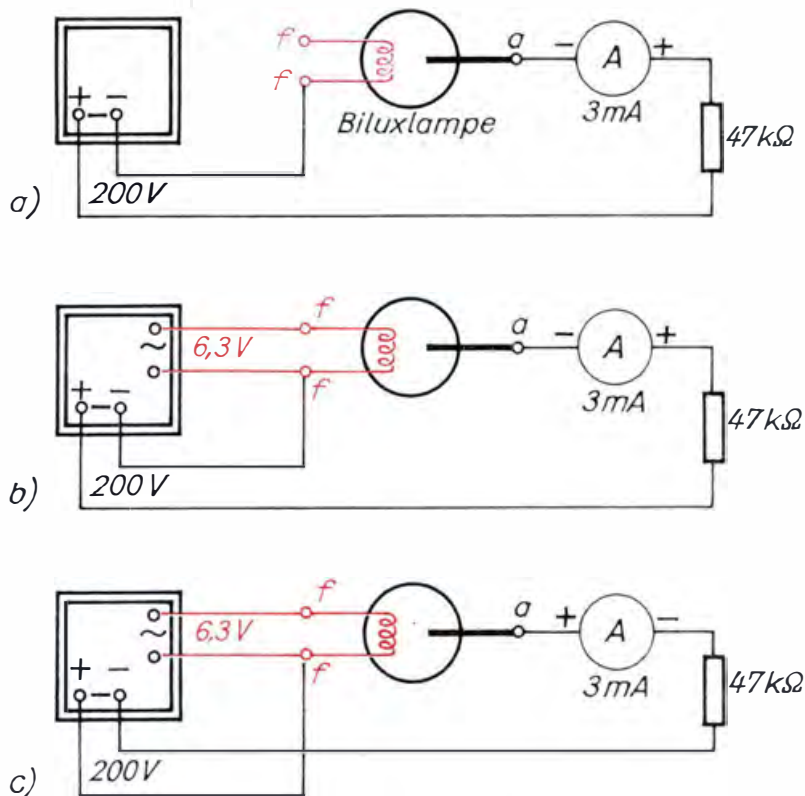 f
a
- A +
f
+ - -
Biluxlampe
3mA
47kΩ
200V
a)
f
~
6,3V
a
- A +
f
+ - -
3mA
47kΩ
200V
b)
f
~
6,3V
a
+ A -
f
+ - -
3mA
47kΩ
200V
c)